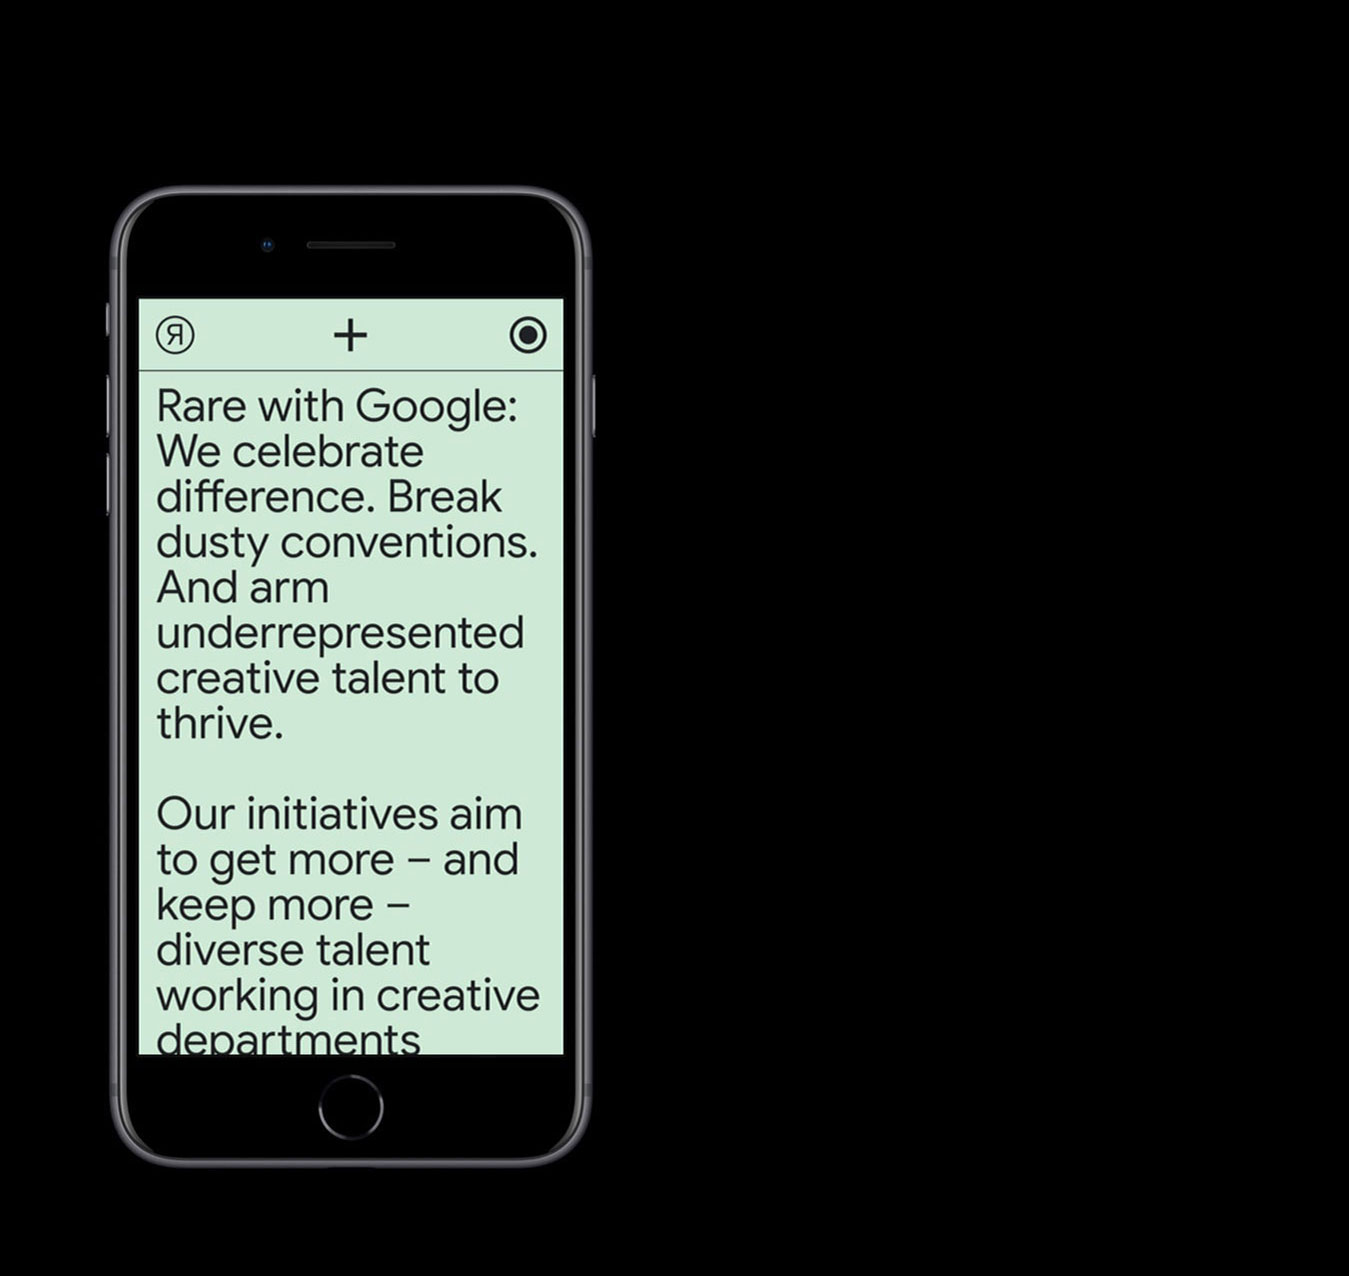 Я +
Rare with Google:
We celebrate
difference. Break
dusty conventions.
And arm
underrepresented
creative talent to
thrive.
Our initiatives aim
to get more – and
keep more –
diverse talent
working in creative
departments